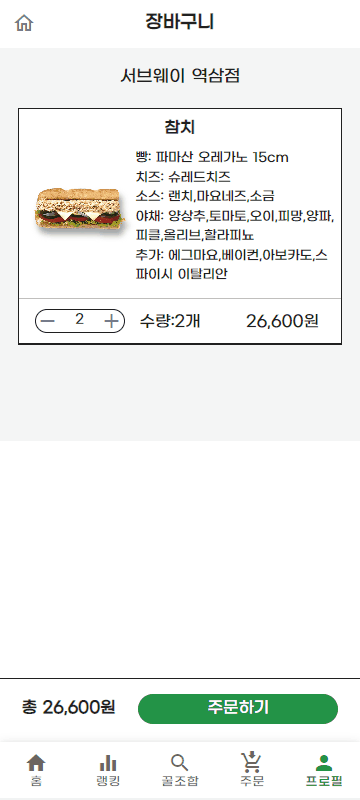 장바구니
서브웨이 역삼점
참치
빵: 파마산 오레가노 15cm
치즈: 슈레드치즈
소스: 랜치,마요네즈,소금
야채: 양상추,토마토,오이,피망,양파,
피클,올리브,할라피뇨
추가: 에그마요,베이컨,아보카도,스
파이시 이탈리안
2 수량:2개 26,600원
총 26,600원 주문하기
홈 랭킹 꿀조합 주문 프로필